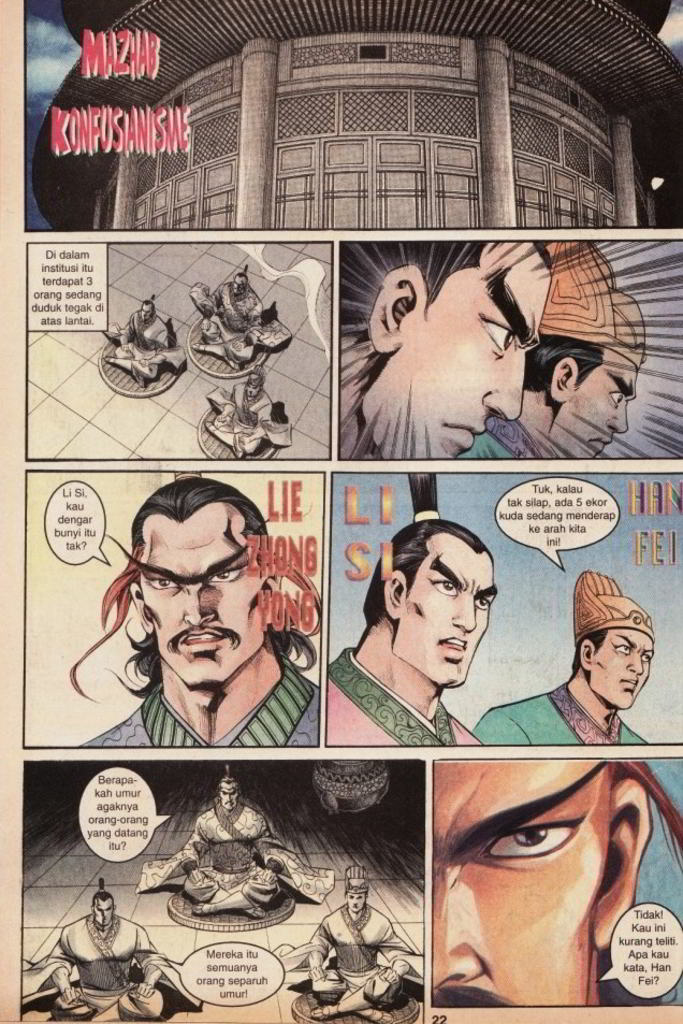 MAZHAB
KONFUSIANISME
Di dalam
institusi itu
terdapat 3
orang sedang
duduk tegak di
atas lantai.
Li Si,
kau
dengar
bunyi itu
tak?
LIE
ZHONG
YONG
LI
SI
Tuk, kalau
tak silap, ada 5 ekor
kuda sedang menderap
ke arah kita
ini!
HAN
FEI
Berapa-
kah umur
agaknya
orang-orang
yang datang
itu?
Mereka itu
semuanya
orang separuh
umur!
Tidak!
Kau ini
kurang teliti.
Apa kau
kata, Han
Fei?
22